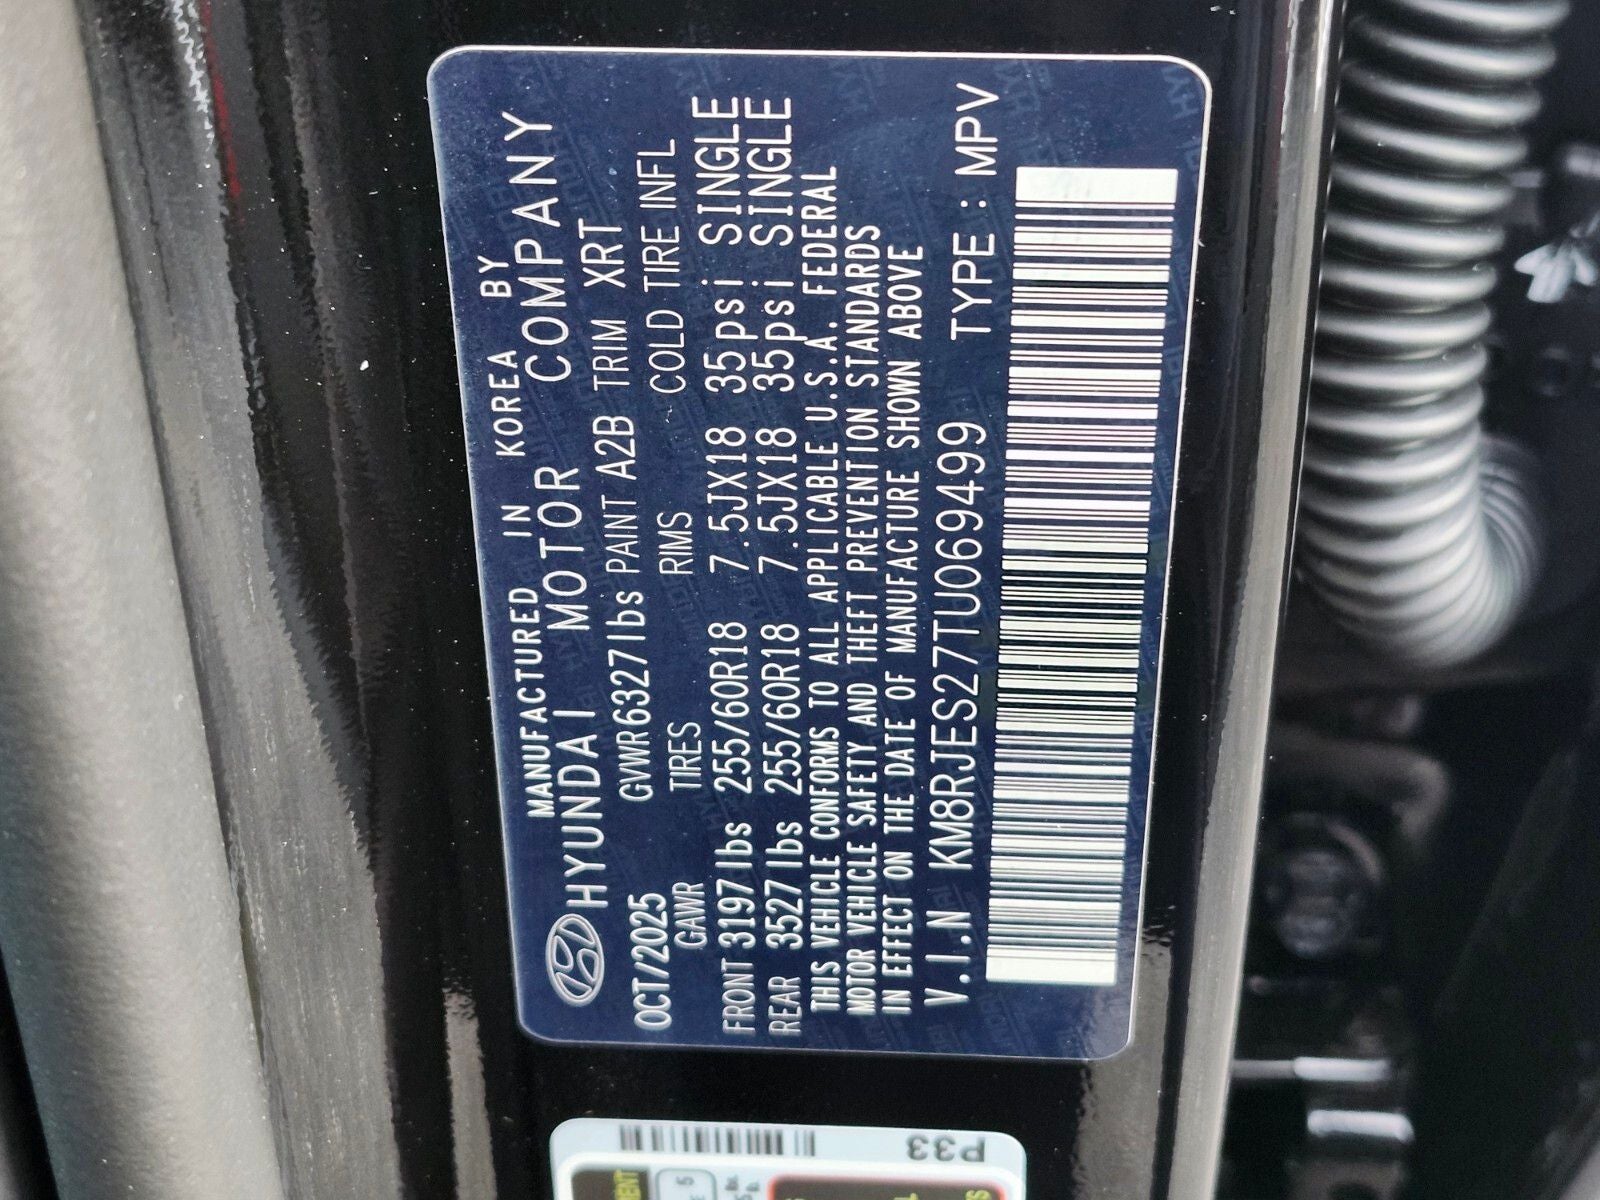 MANUFACTURED IN KOREA BY
HYUNDAI MOTOR COMPANY
OCT/2025 GVWR6327lbs PAINT A2B TRIM XRT
GAWR TIRES RIMS COLD TIRE INFL
FRONT 3197lbs 255/60R18 7.5JX18 35psi SINGLE
REAR 3527lbs 255/60R18 7.5JX18 35psi SINGLE
THIS VEHICLE CONFORMS TO ALL APPLICABLE U.S.A. FEDERAL
MOTOR VEHICLE SAFETY AND THEFT PREVENTION STANDARDS
IN EFFECT ON THE DATE OF MANUFACTURE SHOWN ABOVE
V.I.N KM8RJES27TU069499 TYPE : MPV
P33